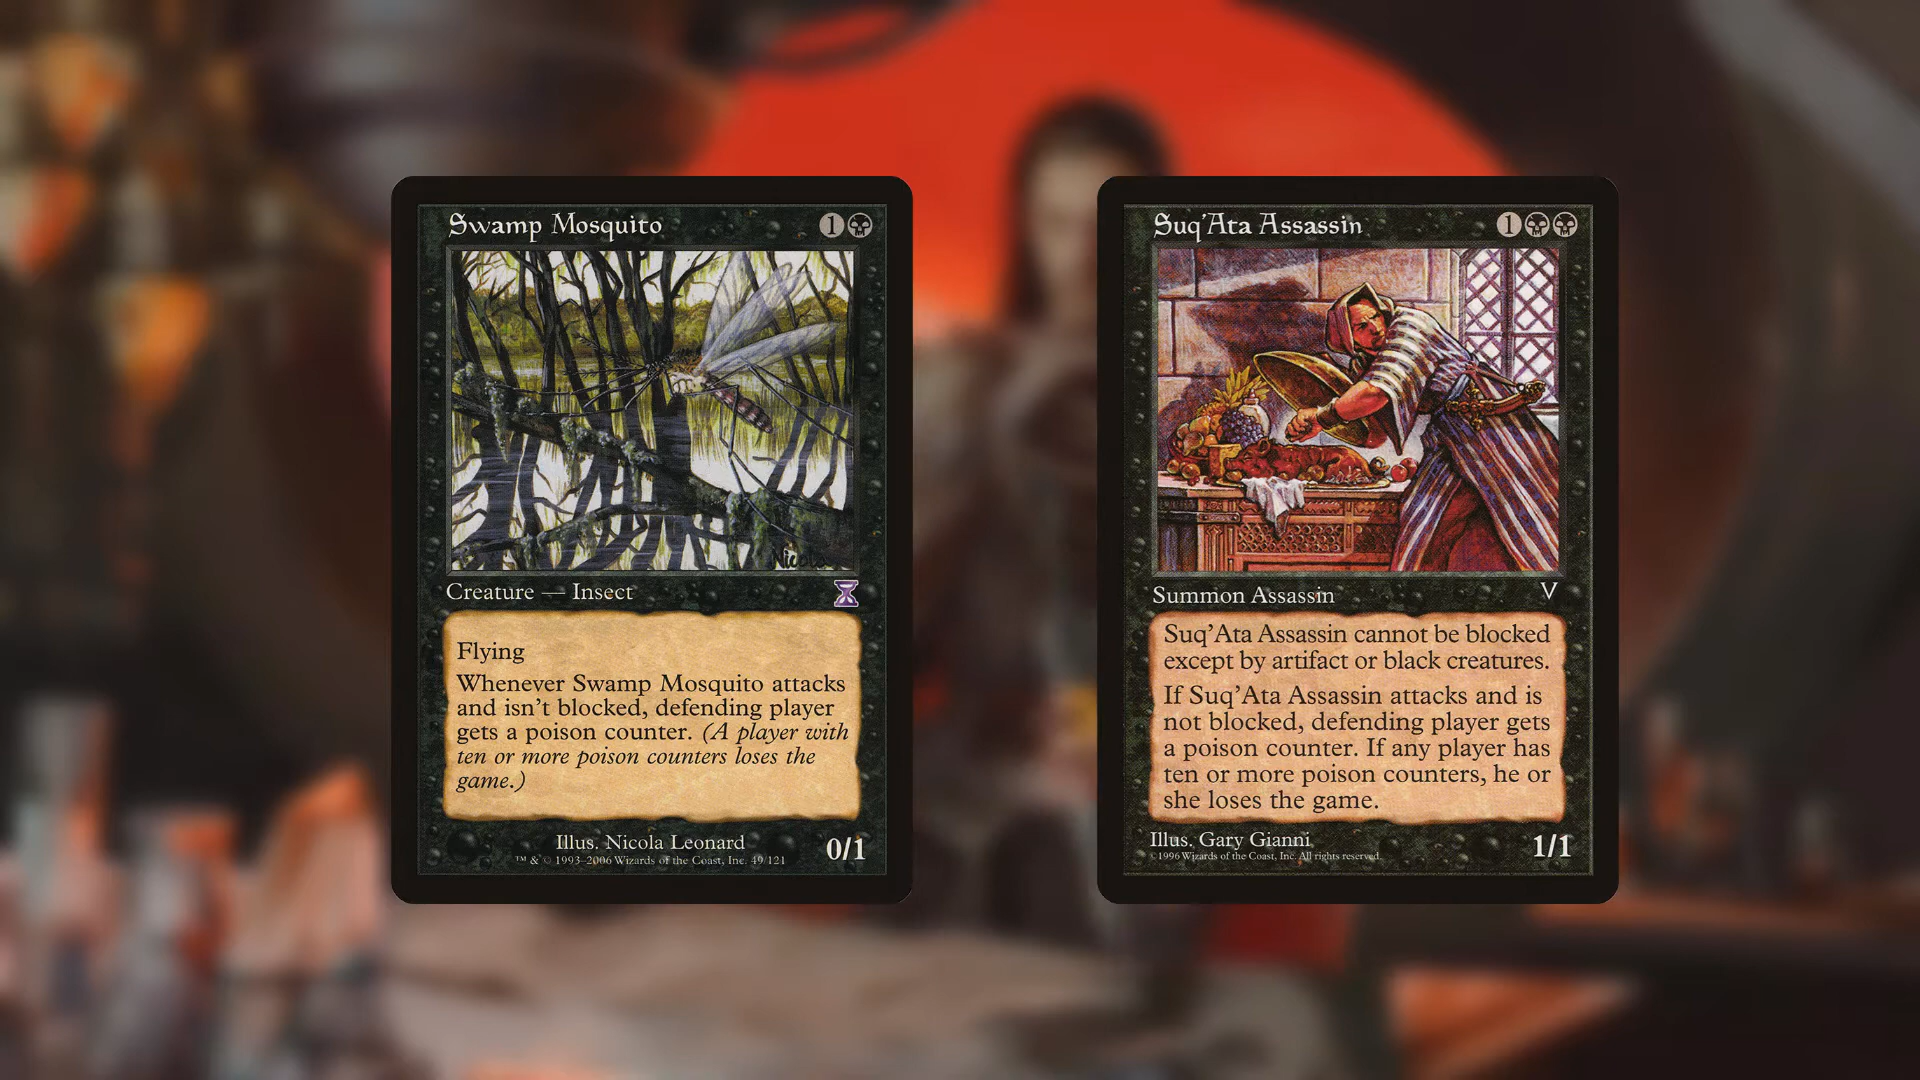 Swamp Mosquito
1
Creature — Insect
Flying
Whenever Swamp Mosquito attacks
and isn't blocked, defending player
gets a poison counter. (A player with
ten or more poison counters loses the
game.)
Illus. Nicola Leonard
™ & © 1993–2006 Wizards of the Coast, Inc. 49/121
0/1
Suq'Ata Assassin
1
Summon Assassin
V
Suq'Ata Assassin cannot be blocked
except by artifact or black creatures.
If Suq'Ata Assassin attacks and is
not blocked, defending player gets
a poison counter. If any player has
ten or more poison counters, he or
she loses the game.
Illus. Gary Gianni
©1996 Wizards of the Coast, Inc. All rights reserved.
1/1